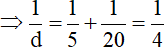 ⇒ 1/d = 1/5 + 1/20 = 1/4